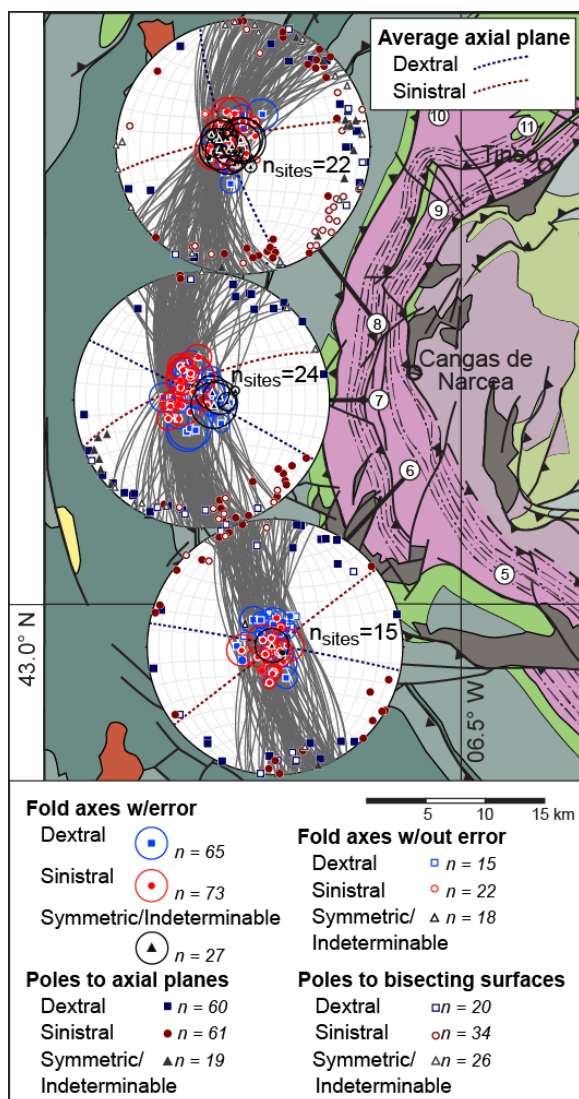 Average axial plane
Dextral
Sinistral
10
11
Tineo
9
n_sites=22
8
Cangas de
Narcea
n_sites=24
7
6
5
n_sites=15
43.0° N
06.5° W
5 10 15 km
Fold axes w/error
Dextral n = 65
Sinistral n = 73
Symmetric/Indeterminable
n = 27
Fold axes w/out error
Dextral n = 15
Sinistral n = 22
Symmetric/ n = 18
Indeterminable
Poles to axial planes
Dextral n = 60
Sinistral n = 61
Symmetric/ n = 19
Indeterminable
Poles to bisecting surfaces
Dextral n = 20
Sinistral n = 34
Symmetric/ n = 26
Indeterminable